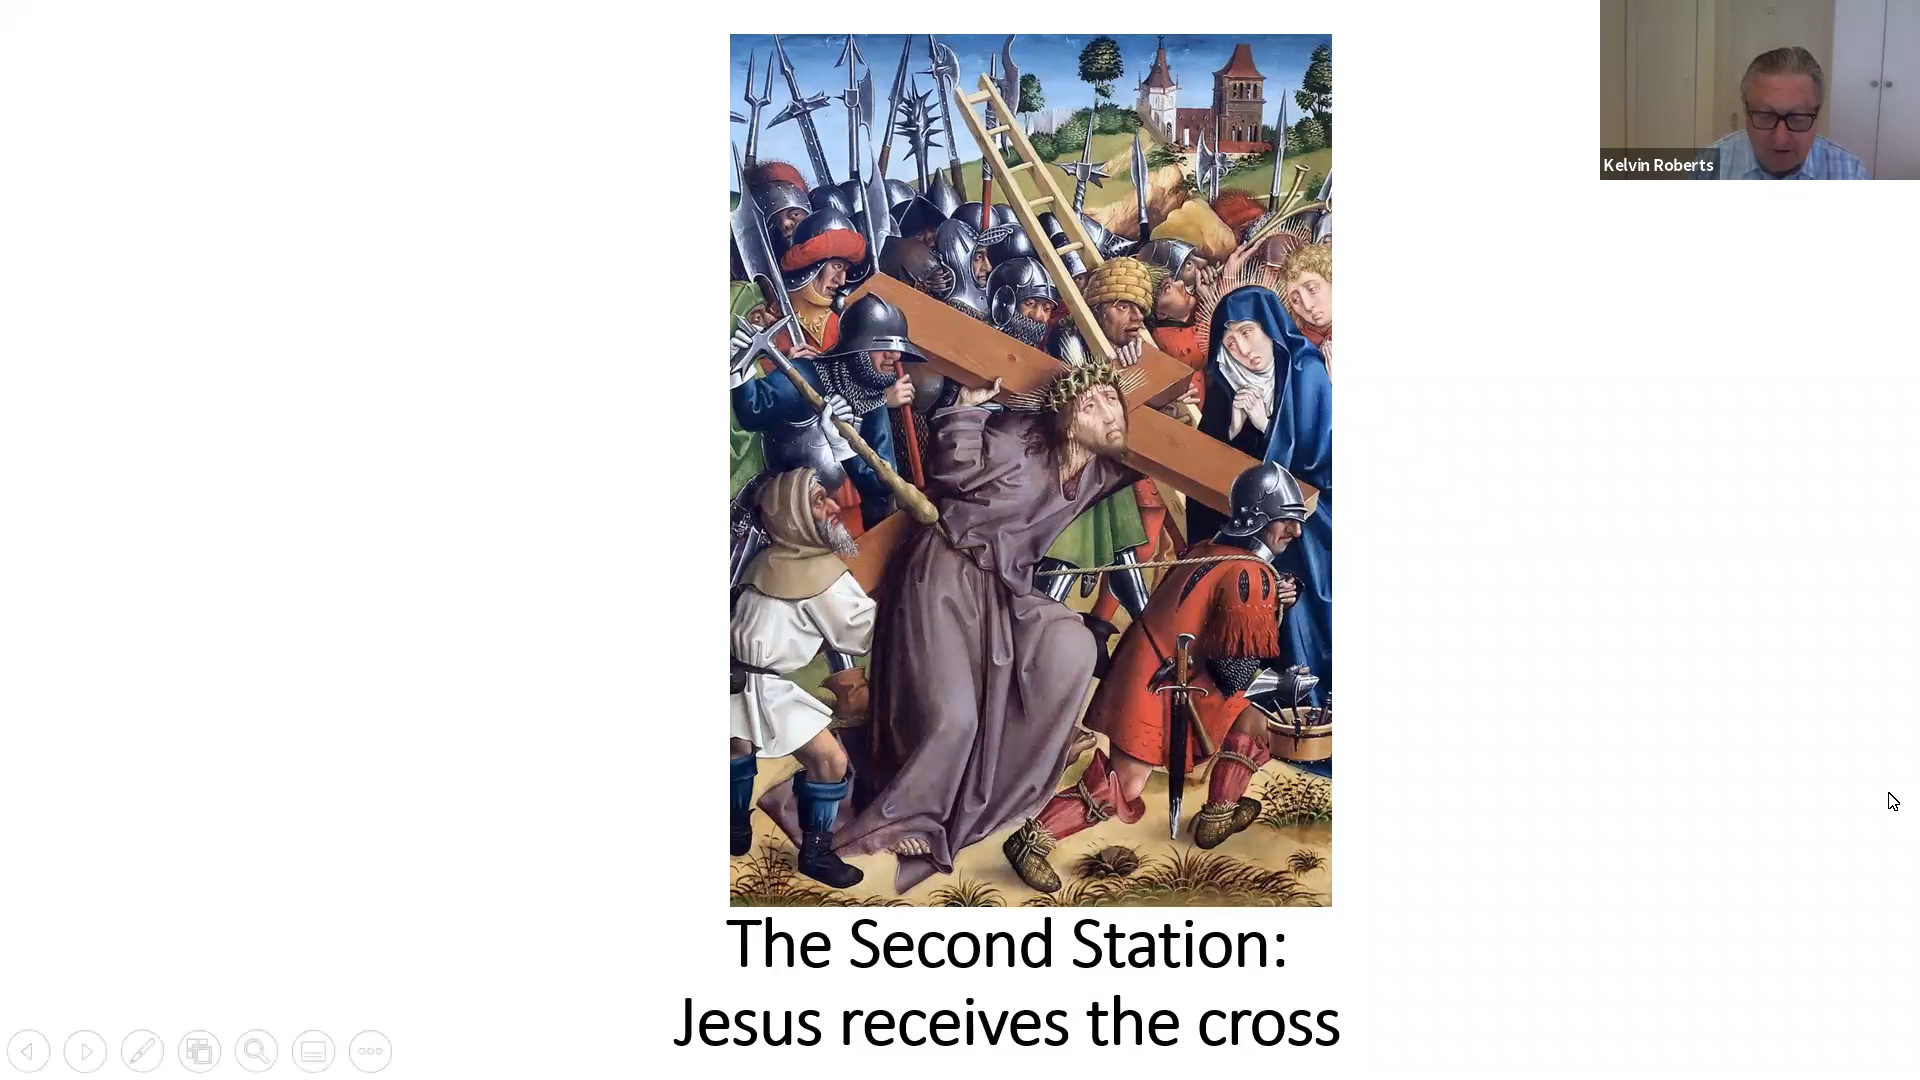 Kelvin Roberts
The Second Station:
Jesus receives the cross